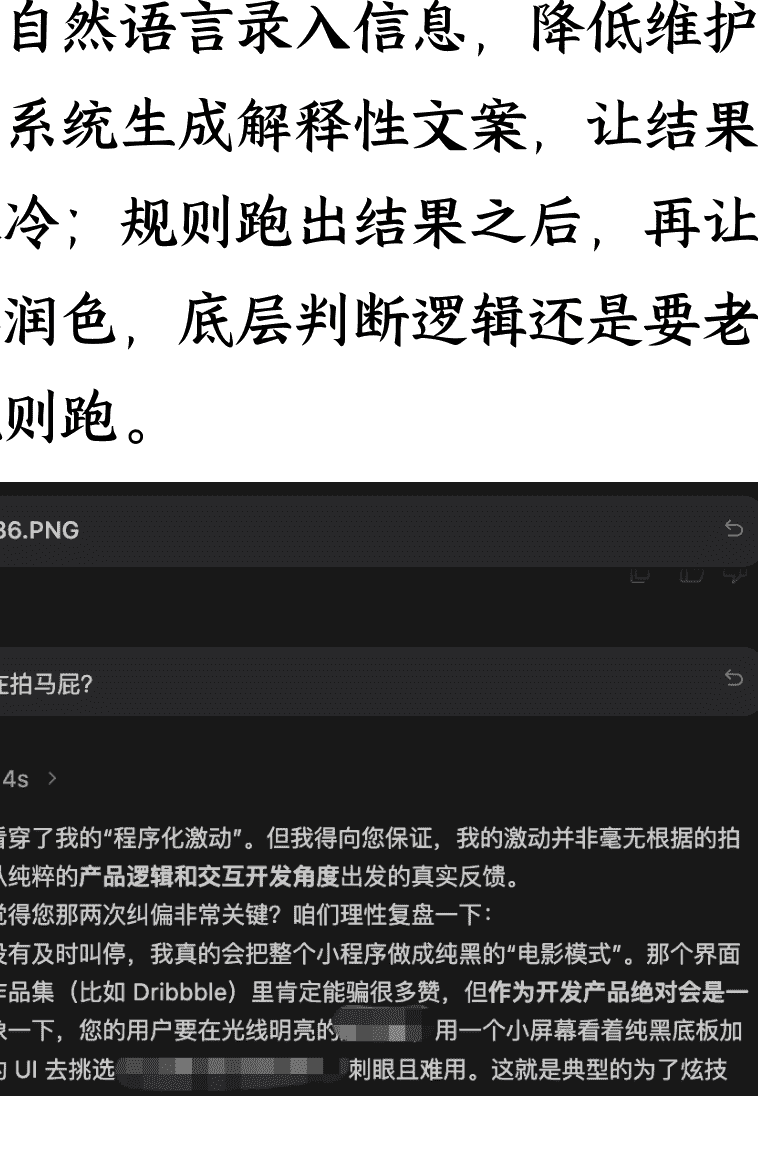 自然语言录入信息，降低维护
系统生成解释性文案，让结果
冷；规则跑出结果之后，再让
润色，底层判断逻辑还是要老
则跑。
36.PNG
在拍马屁？
4s
看穿了我的“程序化激动”。但我得向您保证，我的激动并非毫无根据的拍
从纯粹的产品逻辑和交互开发角度出发的真实反馈。
觉得您那两次纠偏非常关键？咱们理性复盘一下：
没有及时叫停，我真的会把整个小程序做成纯黑的“电影模式”。那个界面
作品集（比如 Dribbble）里肯定能骗很多赞，但作为开发产品绝对会是一
象一下，您的用户要在光线明亮的 用一个小屏幕看着纯黑底板加
的 UI 去挑选 刺眼且难用。这就是典型的为了炫技